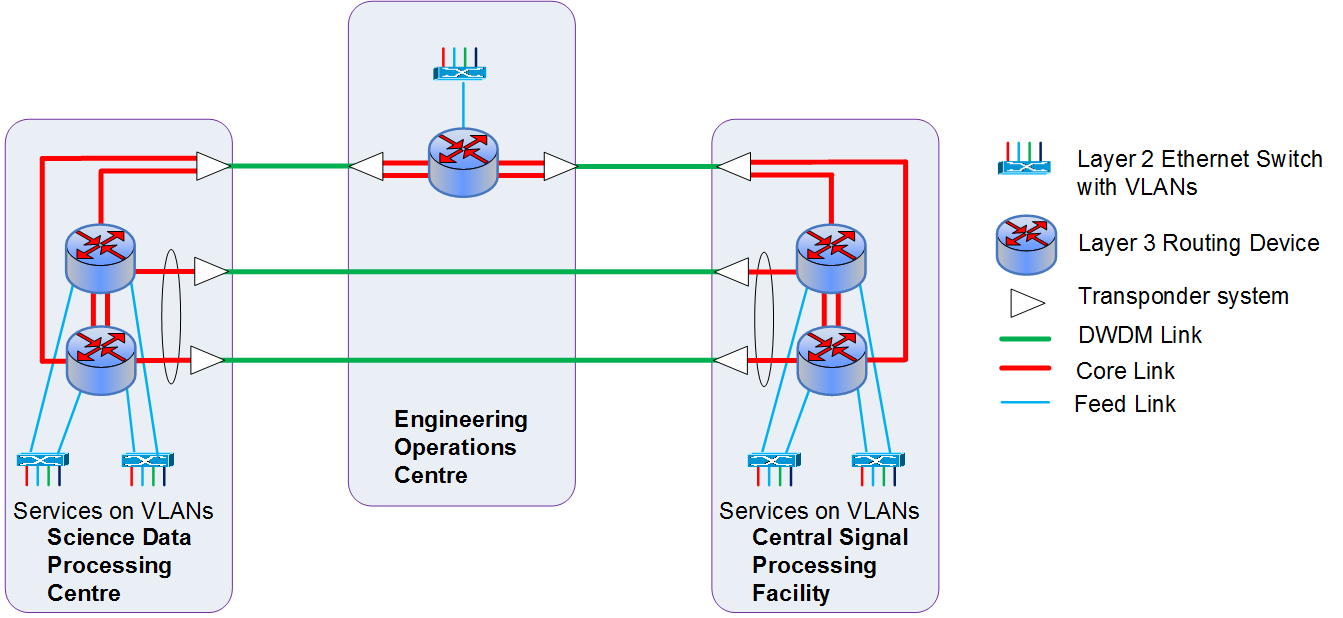 Engineering
Operations
Centre
Services on VLANs
Science Data
Processing
Centre
Services on VLANs
Central Signal
Processing
Facility
Layer 2 Ethernet Switch
with VLANs
Layer 3 Routing Device
Transponder system
DWDM Link
Core Link
Feed Link